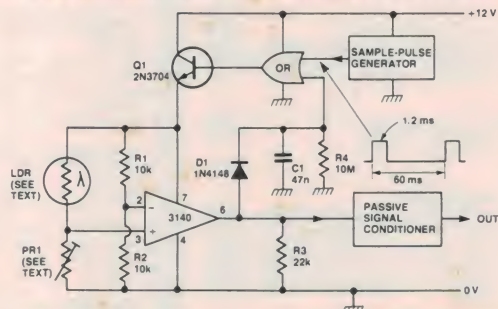 +12 V
Q1
2N3704
OR
SAMPLE-PULSE
GENERATOR
1.2 ms
60 ms
LDR
(SEE
TEXT)
λ
R1
10k
D1
1N4148
C1
47n
R4
10M
2
−
7
3140
6
3
+
4
PR1
(SEE
TEXT)
R2
10k
R3
22k
PASSIVE
SIGNAL
CONDITIONER
OUT
0 V